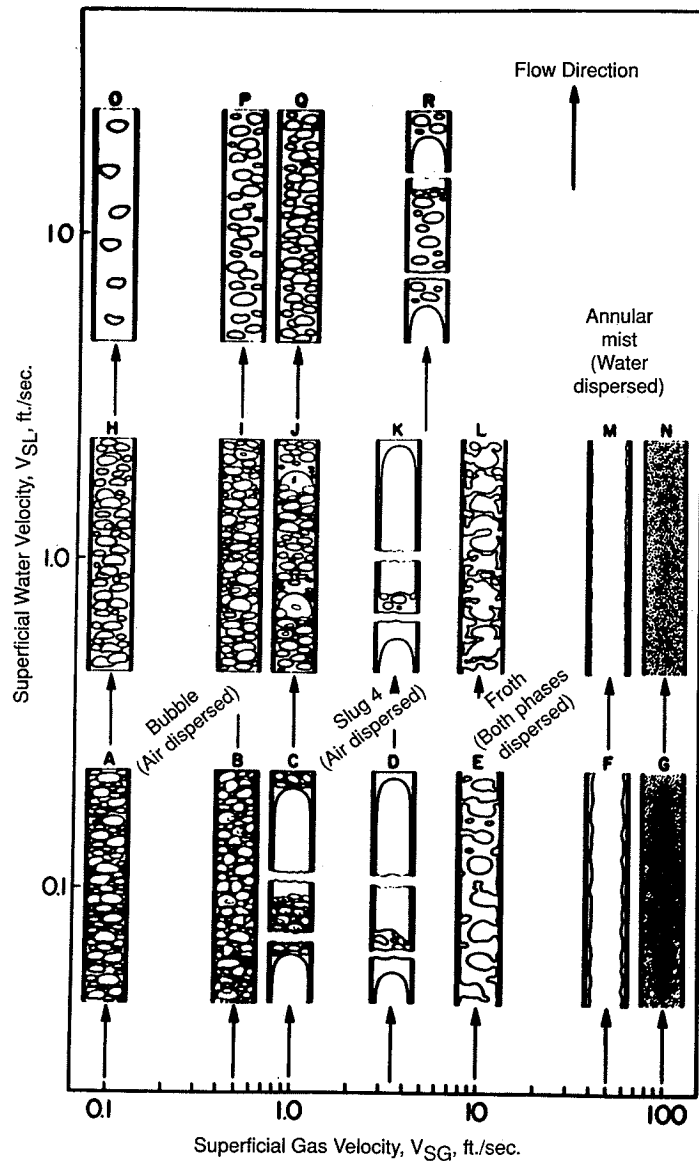 Flow Direction
O P Q R
10
Annular
mist
(Water
dispersed)
H I J K L M N
Superficial Water Velocity, VSL, ft./sec.
1.0
Bubble
(Air dispersed)
Slug 4
(Air dispersed)
Froth
(Both phases
dispersed)
A B C D E F G
0.1
0.1 1.0 10 100
Superficial Gas Velocity, VSG, ft./sec.